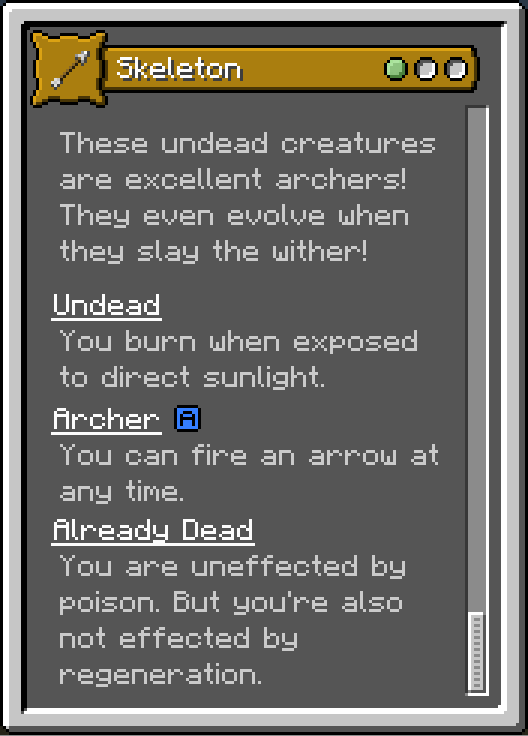 Skeleton
These undead creatures
are excellent archers!
They even evolve when
they slay the wither!
Undead
You burn when exposed
to direct sunlight.
Archer A
You can fire an arrow at
any time.
Already Dead
You are uneffected by
poison. But you're also
not effected by
regeneration.